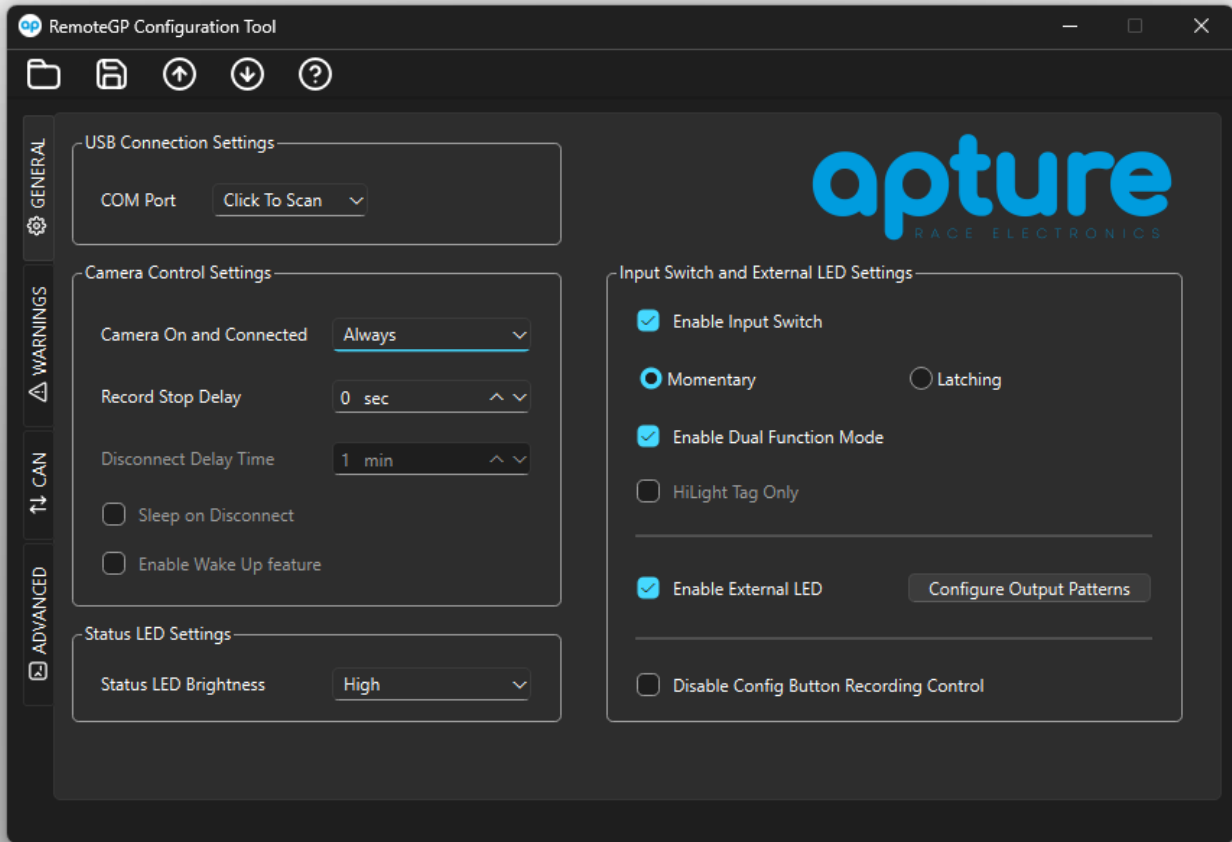 ap RemoteGP Configuration Tool
GENERAL
WARNINGS
CAN
ADVANCED
USB Connection Settings
COM Port Click To Scan
apture
RACE ELECTRONICS
Camera Control Settings
Camera On and Connected Always
Record Stop Delay 0 sec
Disconnect Delay Time 1 min
Sleep on Disconnect
Enable Wake Up feature
Status LED Settings
Status LED Brightness High
Input Switch and External LED Settings
Enable Input Switch
Momentary Latching
Enable Dual Function Mode
HiLight Tag Only
Enable External LED Configure Output Patterns
Disable Config Button Recording Control